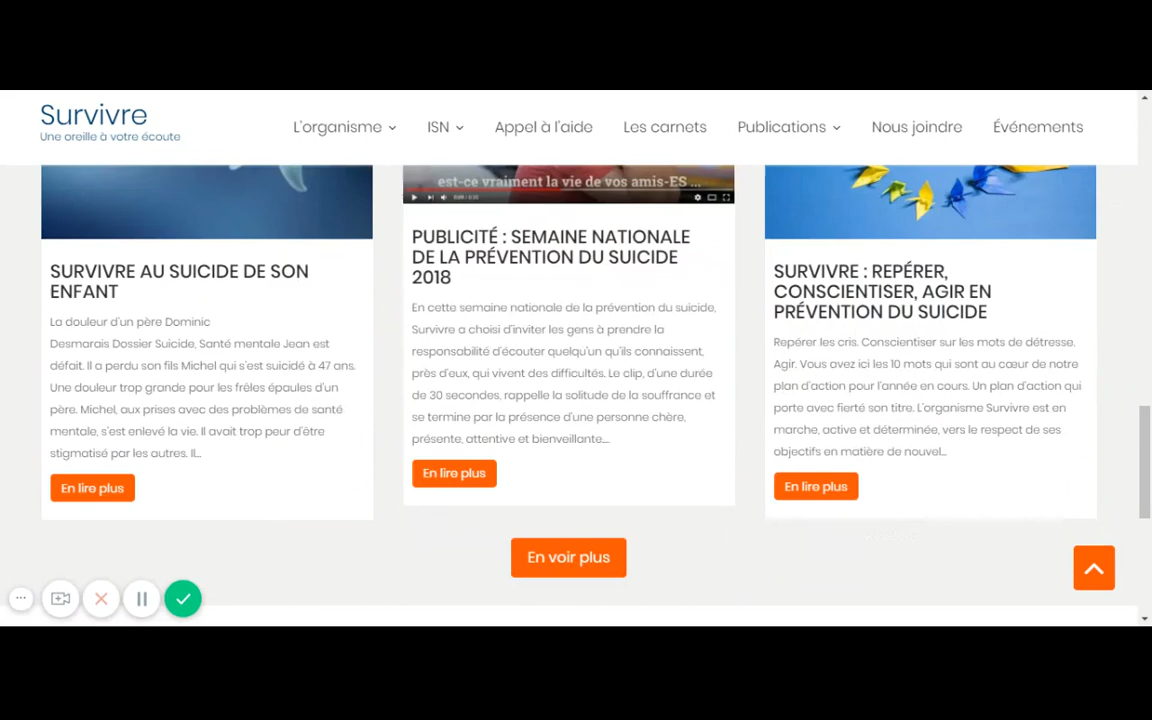 Survivre
Une oreille à votre écoute
L'organisme
ISN
Appel à l'aide
Les carnets
Publications
Nous joindre
Événements
SURVIVRE AU SUICIDE DE SON
ENFANT
La douleur d'un père Dominic
Desmarais Dossier Suicide, Santé mentale Jean est
défait. Il a perdu son fils Michel qui s'est suicidé à 47 ans.
Une douleur trop grande pour les frêles épaules d'un
père. Michel, aux prises avec des problèmes de santé
mentale, s'est enlevé la vie. Il avait trop peur d'être
stigmatisé par les autres. Il...
En lire plus
est-ce vraiment la vie de vos amis-ES ...
PUBLICITÉ : SEMAINE NATIONALE
DE LA PRÉVENTION DU SUICIDE
2018
En cette semaine nationale de la prévention du suicide,
Survivre a choisi d'inviter les gens à prendre la
responsabilité d'écouter quelqu'un qu'ils connaissent,
près d'eux, qui vivent des difficultés. Le clip, d'une durée
de 30 secondes, rappelle la solitude de la souffrance et
se termine par la présence d'une personne chère,
présente, attentive et bienveillante....
En lire plus
SURVIVRE : REPÉRER,
CONSCIENTISER, AGIR EN
PRÉVENTION DU SUICIDE
Repérer les cris. Conscientiser sur les mots de détresse.
Agir. Vous avez ici les 10 mots qui sont au cœur de notre
plan d'action pour l'année en cours. Un plan d'action qui
porte avec fierté son titre. L'organisme Survivre est en
marche, active et déterminée, vers le respect de ses
objectifs en matière de nouvel...
En lire plus
En voir plus